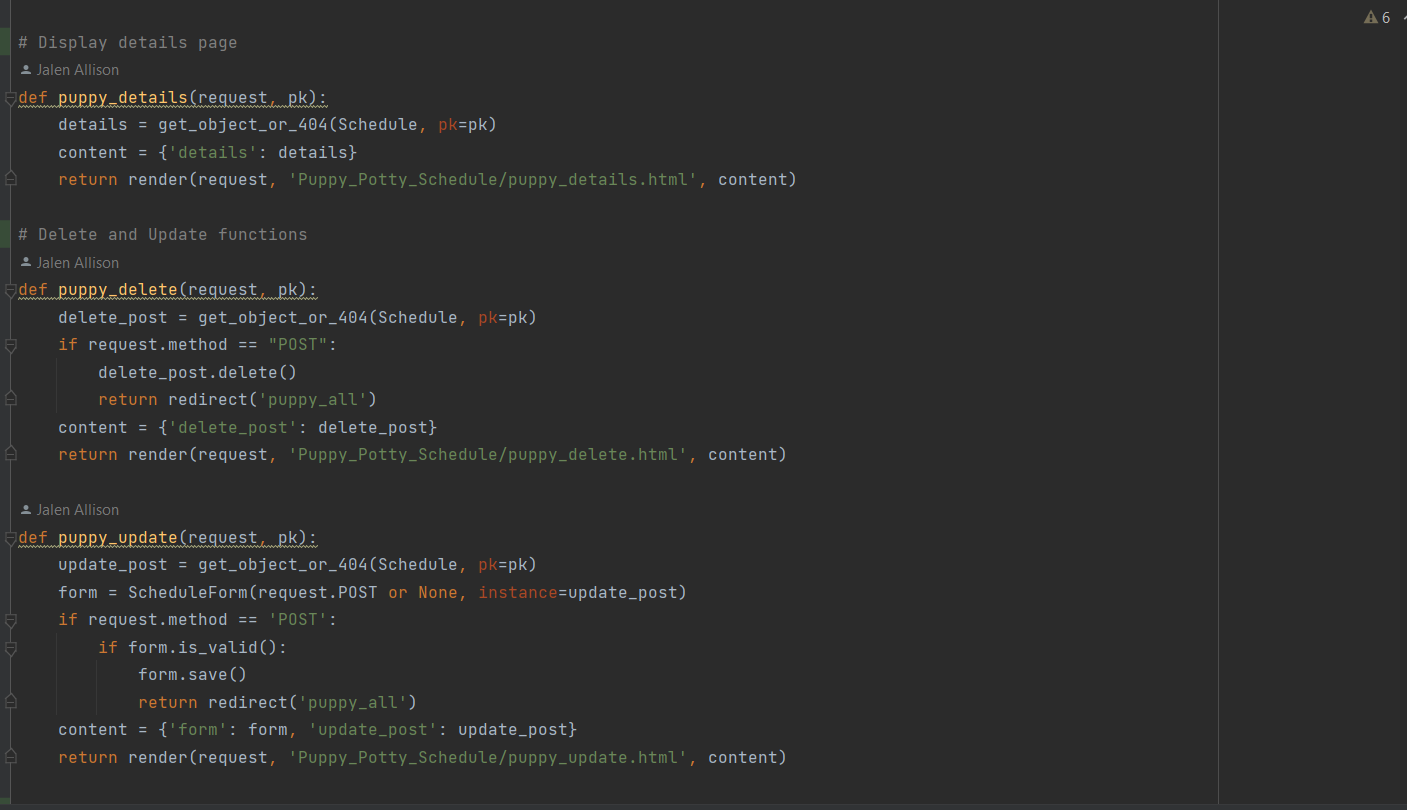 6
# Display details page
Jalen Allison
def puppy_details(request, pk):
    details = get_object_or_404(Schedule, pk=pk)
    content = {'details': details}
    return render(request, 'Puppy_Potty_Schedule/puppy_details.html', content)
# Delete and Update functions
Jalen Allison
def puppy_delete(request, pk):
    delete_post = get_object_or_404(Schedule, pk=pk)
    if request.method == "POST":
        delete_post.delete()
        return redirect('puppy_all')
    content = {'delete_post': delete_post}
    return render(request, 'Puppy_Potty_Schedule/puppy_delete.html', content)
Jalen Allison
def puppy_update(request, pk):
    update_post = get_object_or_404(Schedule, pk=pk)
    form = ScheduleForm(request.POST or None, instance=update_post)
    if request.method == 'POST':
        if form.is_valid():
            form.save()
            return redirect('puppy_all')
    content = {'form': form, 'update_post': update_post}
    return render(request, 'Puppy_Potty_Schedule/puppy_update.html', content)